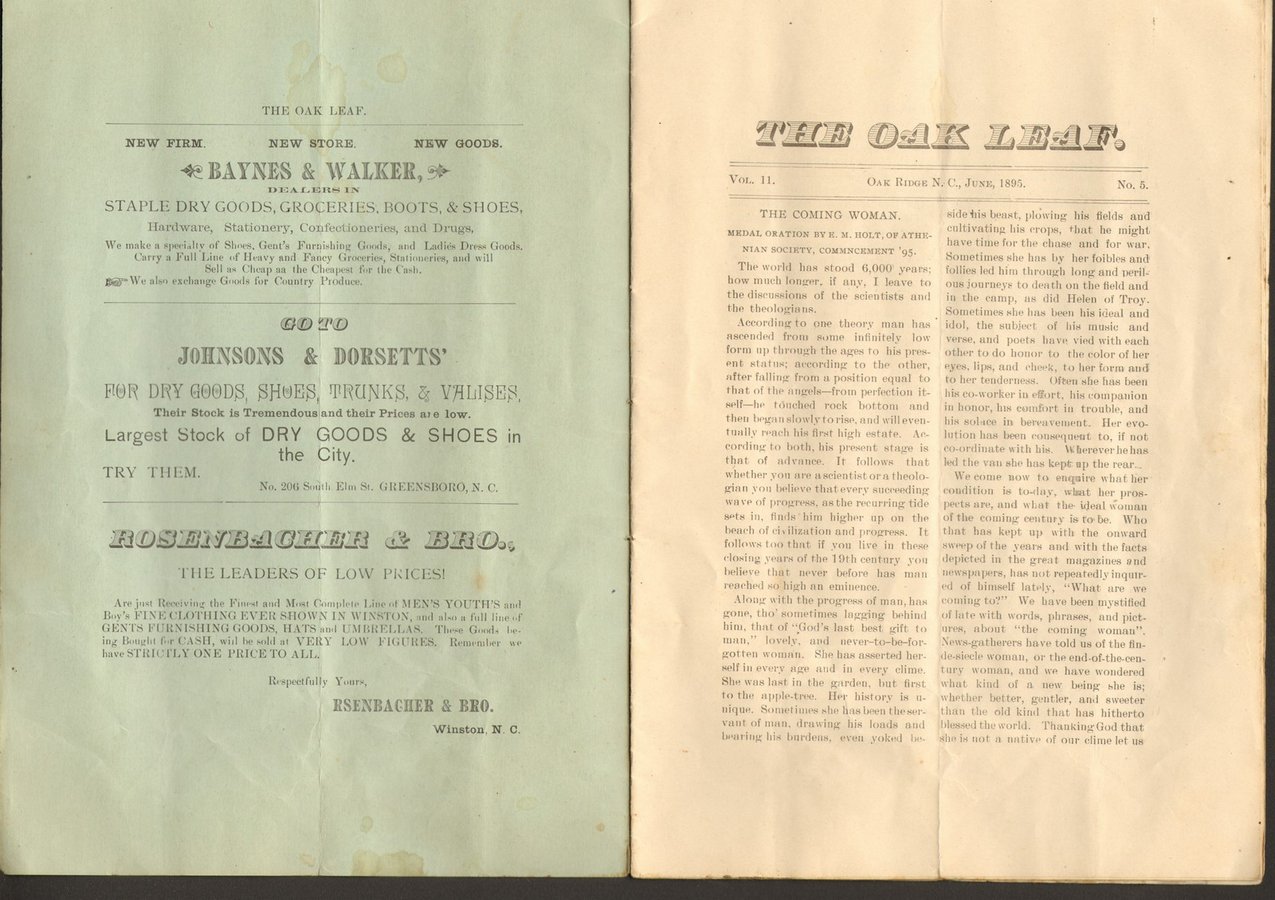 THE OAK LEAF.
NEW FIRM. NEW STORE. NEW GOODS.
BAYNES & WALKER,
DEALERS IN
STAPLE DRY GOODS, GROCERIES, BOOTS, & SHOES,
Hardware, Stationery, Confectioneries, and Drugs,
We make a specialty of Shoes, Gent's Furnishing Goods, and Ladies Dress Goods.
Carry a Full Line of Heavy and Fancy Groceries, Stationeries, and will
Sell as Cheap aa the Cheapest for the Cash.
We also exchange Goods for Country Produce.
GO TO
JOHNSONS & DORSETTS'
FOR DRY GOODS, SHOES, TRUNKS, & VALISES,
Their Stock is Tremendous and their Prices are low.
Largest Stock of DRY GOODS & SHOES in
the City.
TRY THEM.
No. 206 South Elm St. GREENSBORO, N. C.
ROSENBACHER & BRO.,
THE LEADERS OF LOW PRICES!
Are just Receiving the Finest and Most Complete Line of MEN'S YOUTH'S and
Boy's FINE CLOTHING EVER SHOWN IN WINSTON, and also a full line of
GENTS FURNISHING GOODS, HATS and UMBRELLAS. These Goods be-
ing Bought for CASH, will be sold at VERY LOW FIGURES. Remember we
have STRICTLY ONE PRICE TO ALL.
Respectfully Yours,
RSENBACHER & BRO.
Winston, N. C.
THE OAK LEAF.
VOL. 11. OAK RIDGE N. C., JUNE, 1895. No. 5.
THE COMING WOMAN.
MEDAL ORATION BY E. M. HOLT, OF ATHE-
NIAN SOCIETY, COMMNCEMENT '95.
The world has stood 6,000 years;
how much longer, if any, I leave to
the discussions of the scientists and
the theologians.
According to one theory man has
ascended from some infinitely low
form up through the ages to his pres-
ent status; according to the other,
after falling from a position equal to
that of the angels—from perfection it-
self—he touched rock bottom and
then began slowly to rise, and will even-
tually reach his first high estate. Ac-
cording to both, his present stage is
that of advance. It follows that
whether you are a scientist or a theolo-
gian you believe that every succeeding
wave of progress, as the recurring tide
sets in, finds him higher up on the
beach of civilization and progress. It
follows too that if you live in these
closing years of the 19th century you
believe that never before has man
reached so high an eminence.
Along with the progress of man, has
gone, tho' sometimes lagging behind
him, that of "God's last best gift to
man," lovely, and never-to-be-for-
gotten woman. She has asserted her-
self in every age and in every clime.
She was last in the garden, but first
to the apple-tree. Her history is u-
nique. Sometimes she has been the ser-
vant of man, drawing his loads and
bearing his burdens, even yoked be-
side his beast, plowing his fields and
cultivating his crops, that he might
have time for the chase and for war.
Sometimes she has by her foibles and
follies led him through long and peril-
ous journeys to death on the field and
in the camp, as did Helen of Troy.
Sometimes she has been his ideal and
idol, the subject of his music and
verse, and poets have vied with each
other to do honor to the color of her
eyes, lips, and cheek, to her form and
to her tenderness. Often she has been
his co-worker in effort, his companion
in honor, his comfort in trouble, and
his solace in bereavement. Her evo-
lution has been consequent to, if not
co-ordinate with his. Wherever he has
led the van she has kept up the rear.
We come now to enquire what her
condition is to-day, what her pros-
pects are, and what the ideal woman
of the coming century is to be. Who
that has kept up with the onward
sweep of the years and with the facts
depicted in the great magazines and
newspapers, has not repeatedly inquir-
ed of himself lately, "What are we
coming to?" We have been mystified
of late with words, phrases, and pict-
ures, about "the coming woman".
News-gatherers have told us of the fin-
de-siecle woman, or the end-of-the-cen-
tury woman, and we have wondered
what kind of a new being she is;
whether better, gentler, and sweeter
than the old kind that has hitherto
blessed the world. Thanking God that
she is not a native of our clime let us